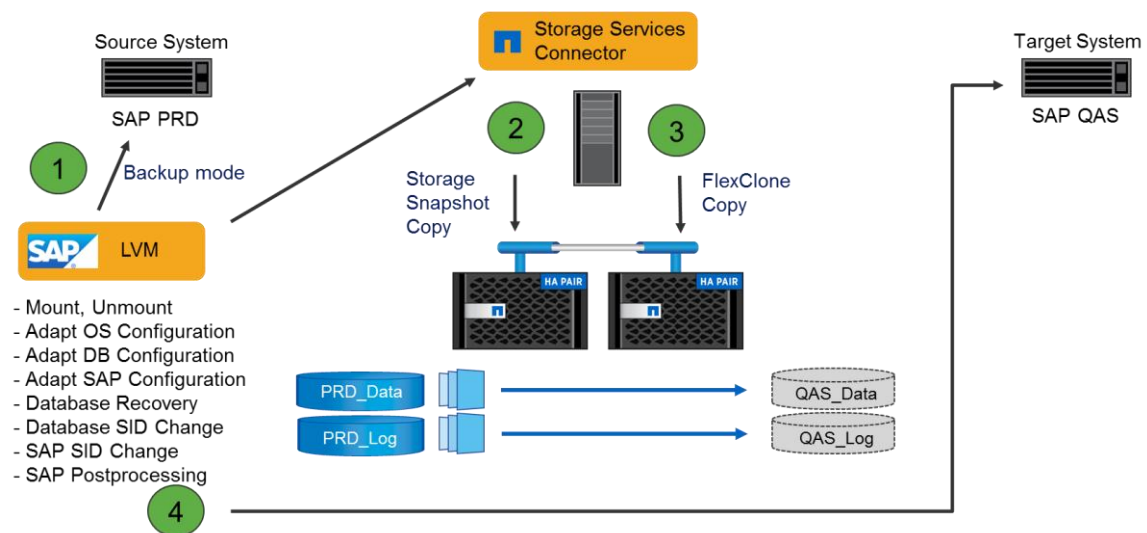 Source System
SAP PRD
1
Backup mode
SAP
LVM
- Mount, Unmount
- Adapt OS Configuration
- Adapt DB Configuration
- Adapt SAP Configuration
- Database Recovery
- Database SID Change
- SAP SID Change
- SAP Postprocessing
4
Storage Services
Connector
2
3
Storage
Snapshot
Copy
FlexClone
Copy
HA PAIR
HA PAIR
PRD_Data
QAS_Data
PRD_Log
QAS_Log
Target System
SAP QAS